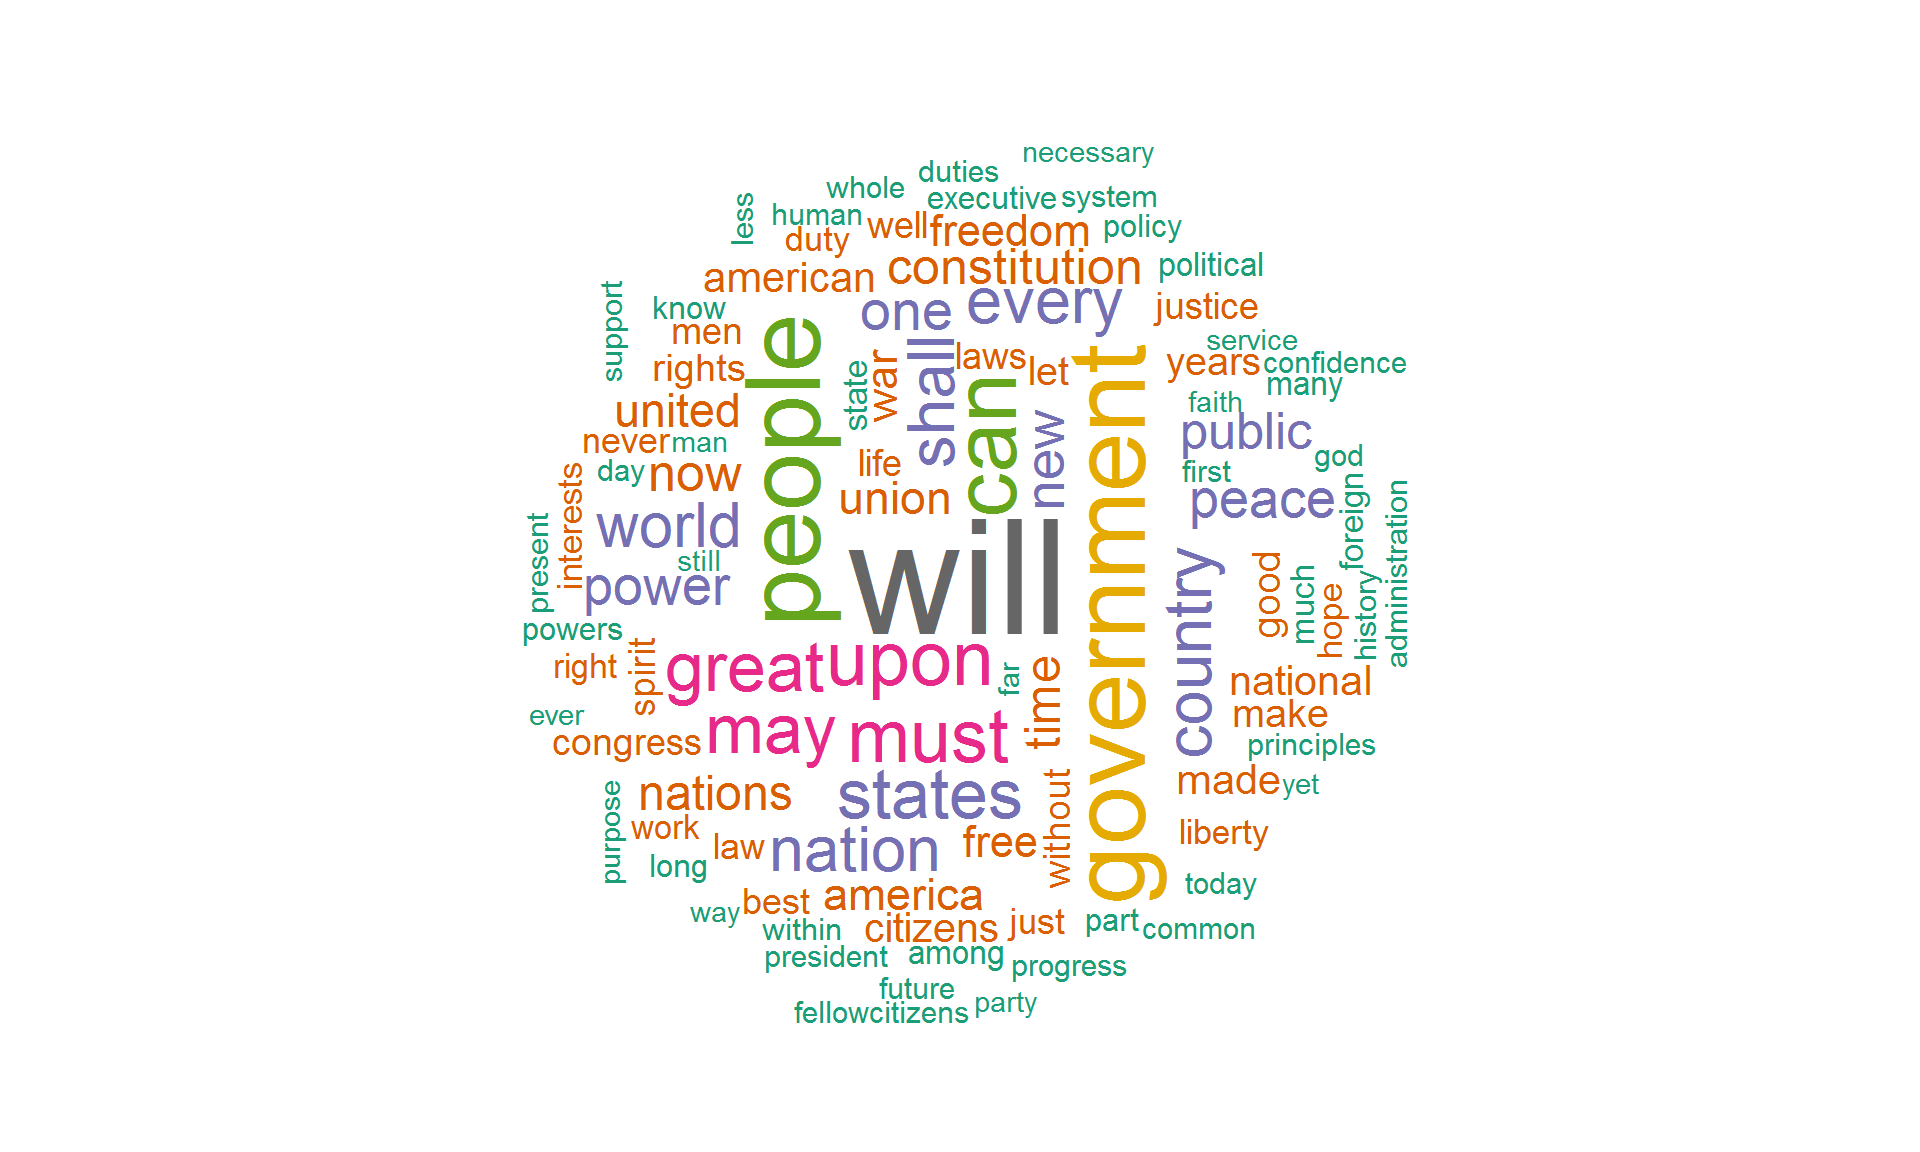 necessary
duties
whole
executive
system
less
human
duty
well
freedom
policy
american
constitution
political
support
know
one
every
justice
men
people
shall
laws
can
government
service
rights
state
war
let
years
confidence
many
united
new
faith
public
never
man
life
day
now
union
first
god
interests
peace
foreign
administration
present
world
still
will
power
country
good
much
hope
history
powers
right
spirit
great
upon
far
time
national
ever
congress
may
must
make
principles
purpose
nations
states
without
made
yet
work
law
nation
free
liberty
long
today
way
best
america
within
citizens
just
part
common
president
among
progress
future
fellowcitizens
party